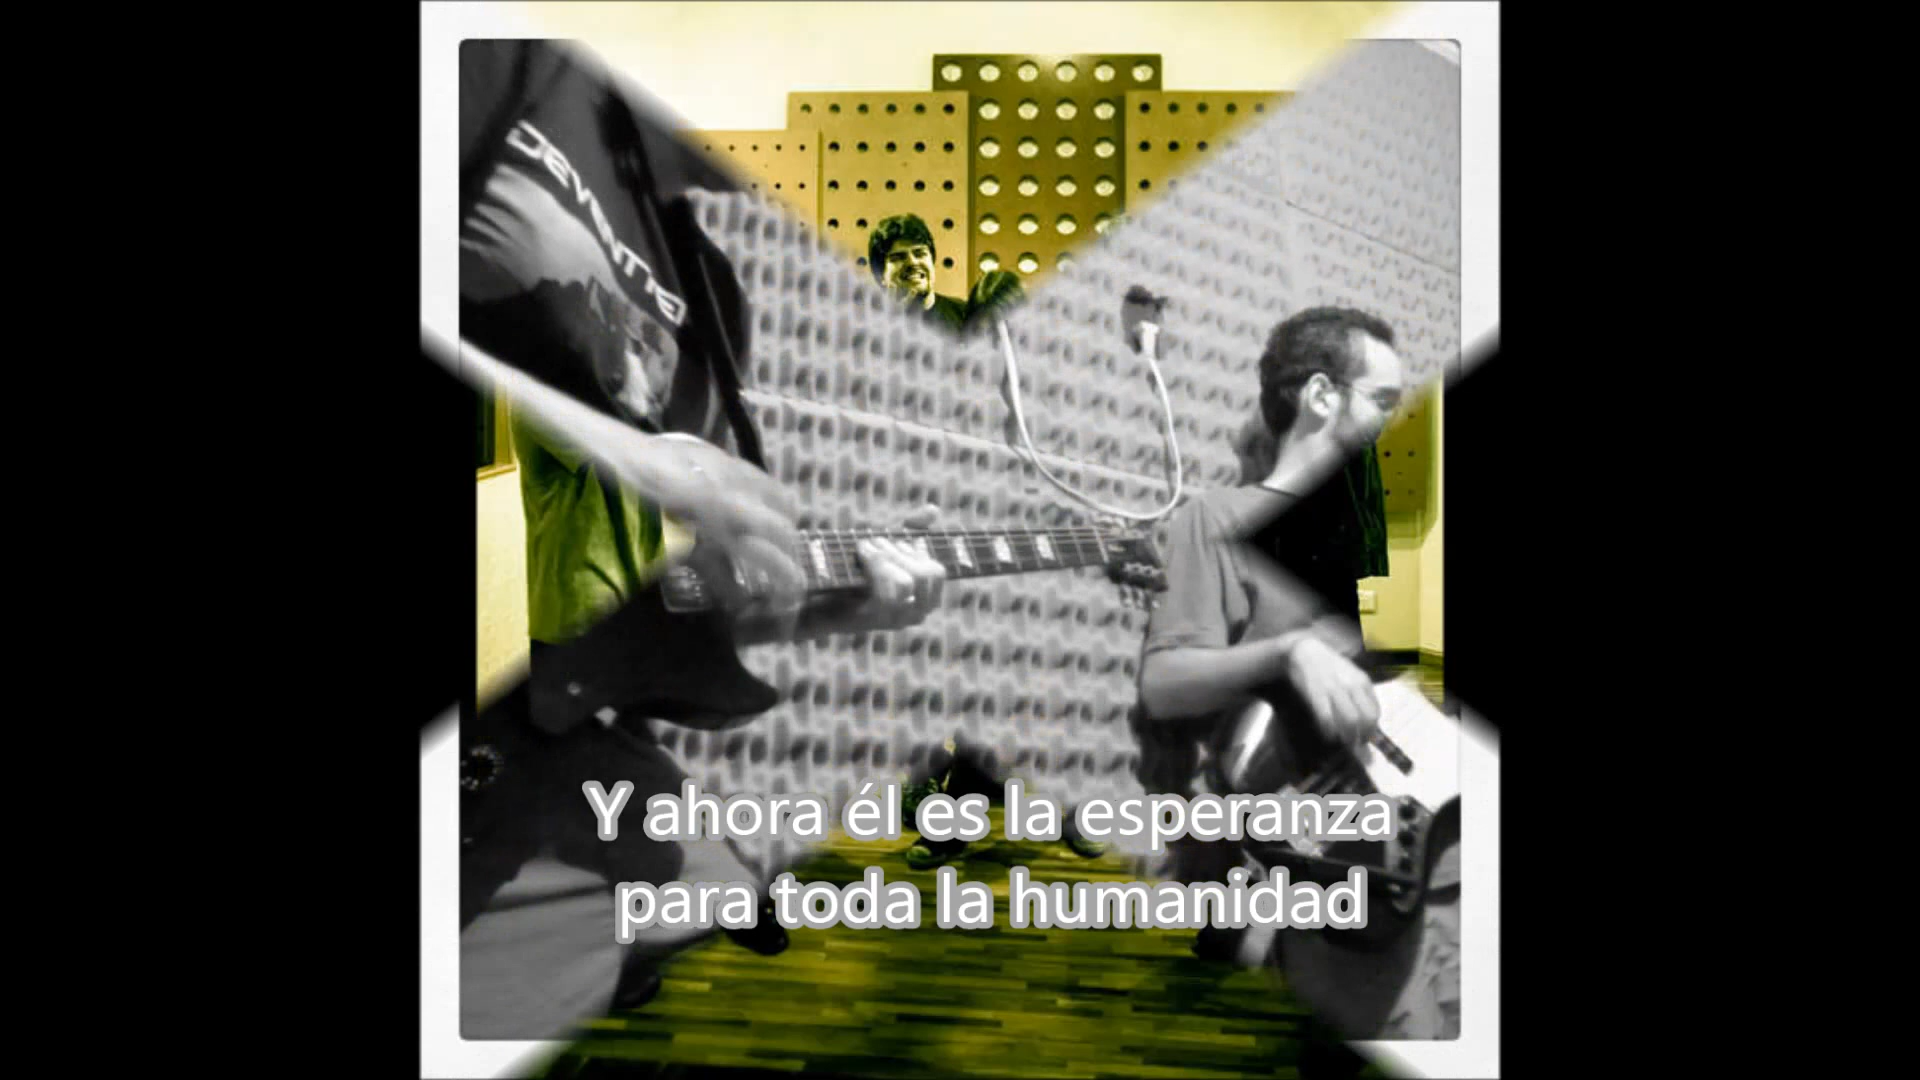 Y ahora él es la esperanza
para toda la humanidad